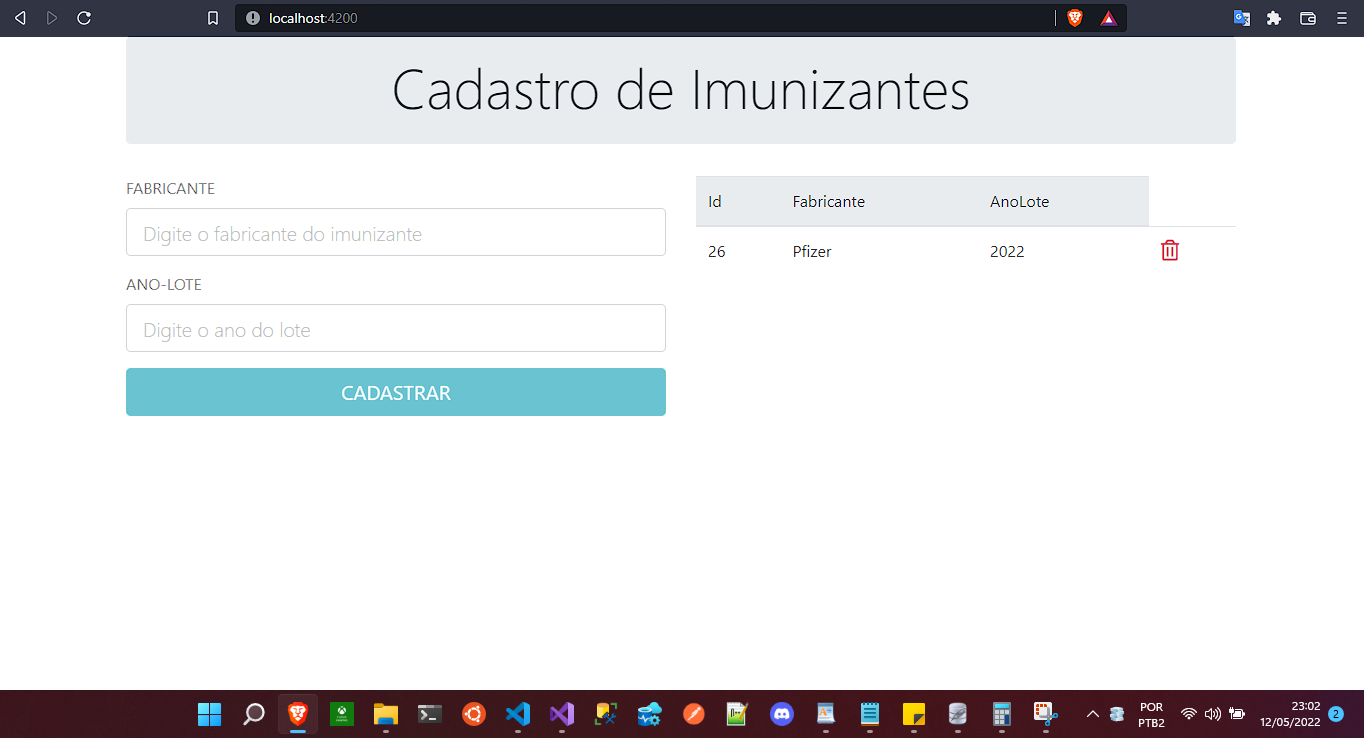 localhost:4200
Cadastro de Imunizantes
FABRICANTE
Digite o fabricante do imunizante
ANO-LOTE
Digite o ano do lote
CADASTRAR
Id Fabricante AnoLote
26 Pfizer 2022
POR
PTB2
23:02
12/05/2022
2